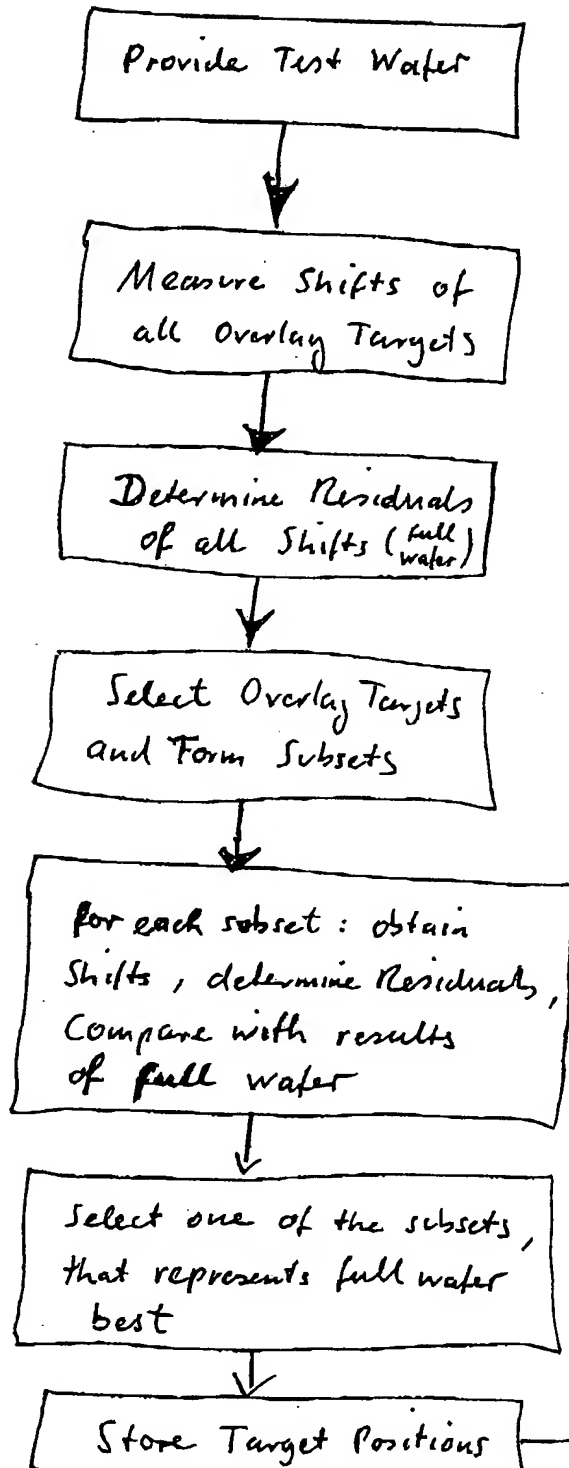 Provide Test Wafer
Measure Shifts of
all Overlay Targets
Determine Residuals
of all Shifts (full
wafer)
Select Overlay Targets
and Form Subsets
for each subset : obtain
Shifts , determine Residuals,
Compare with results
of full wafer
Select one of the subsets,
that represents full wafer
best
Store Target Positions